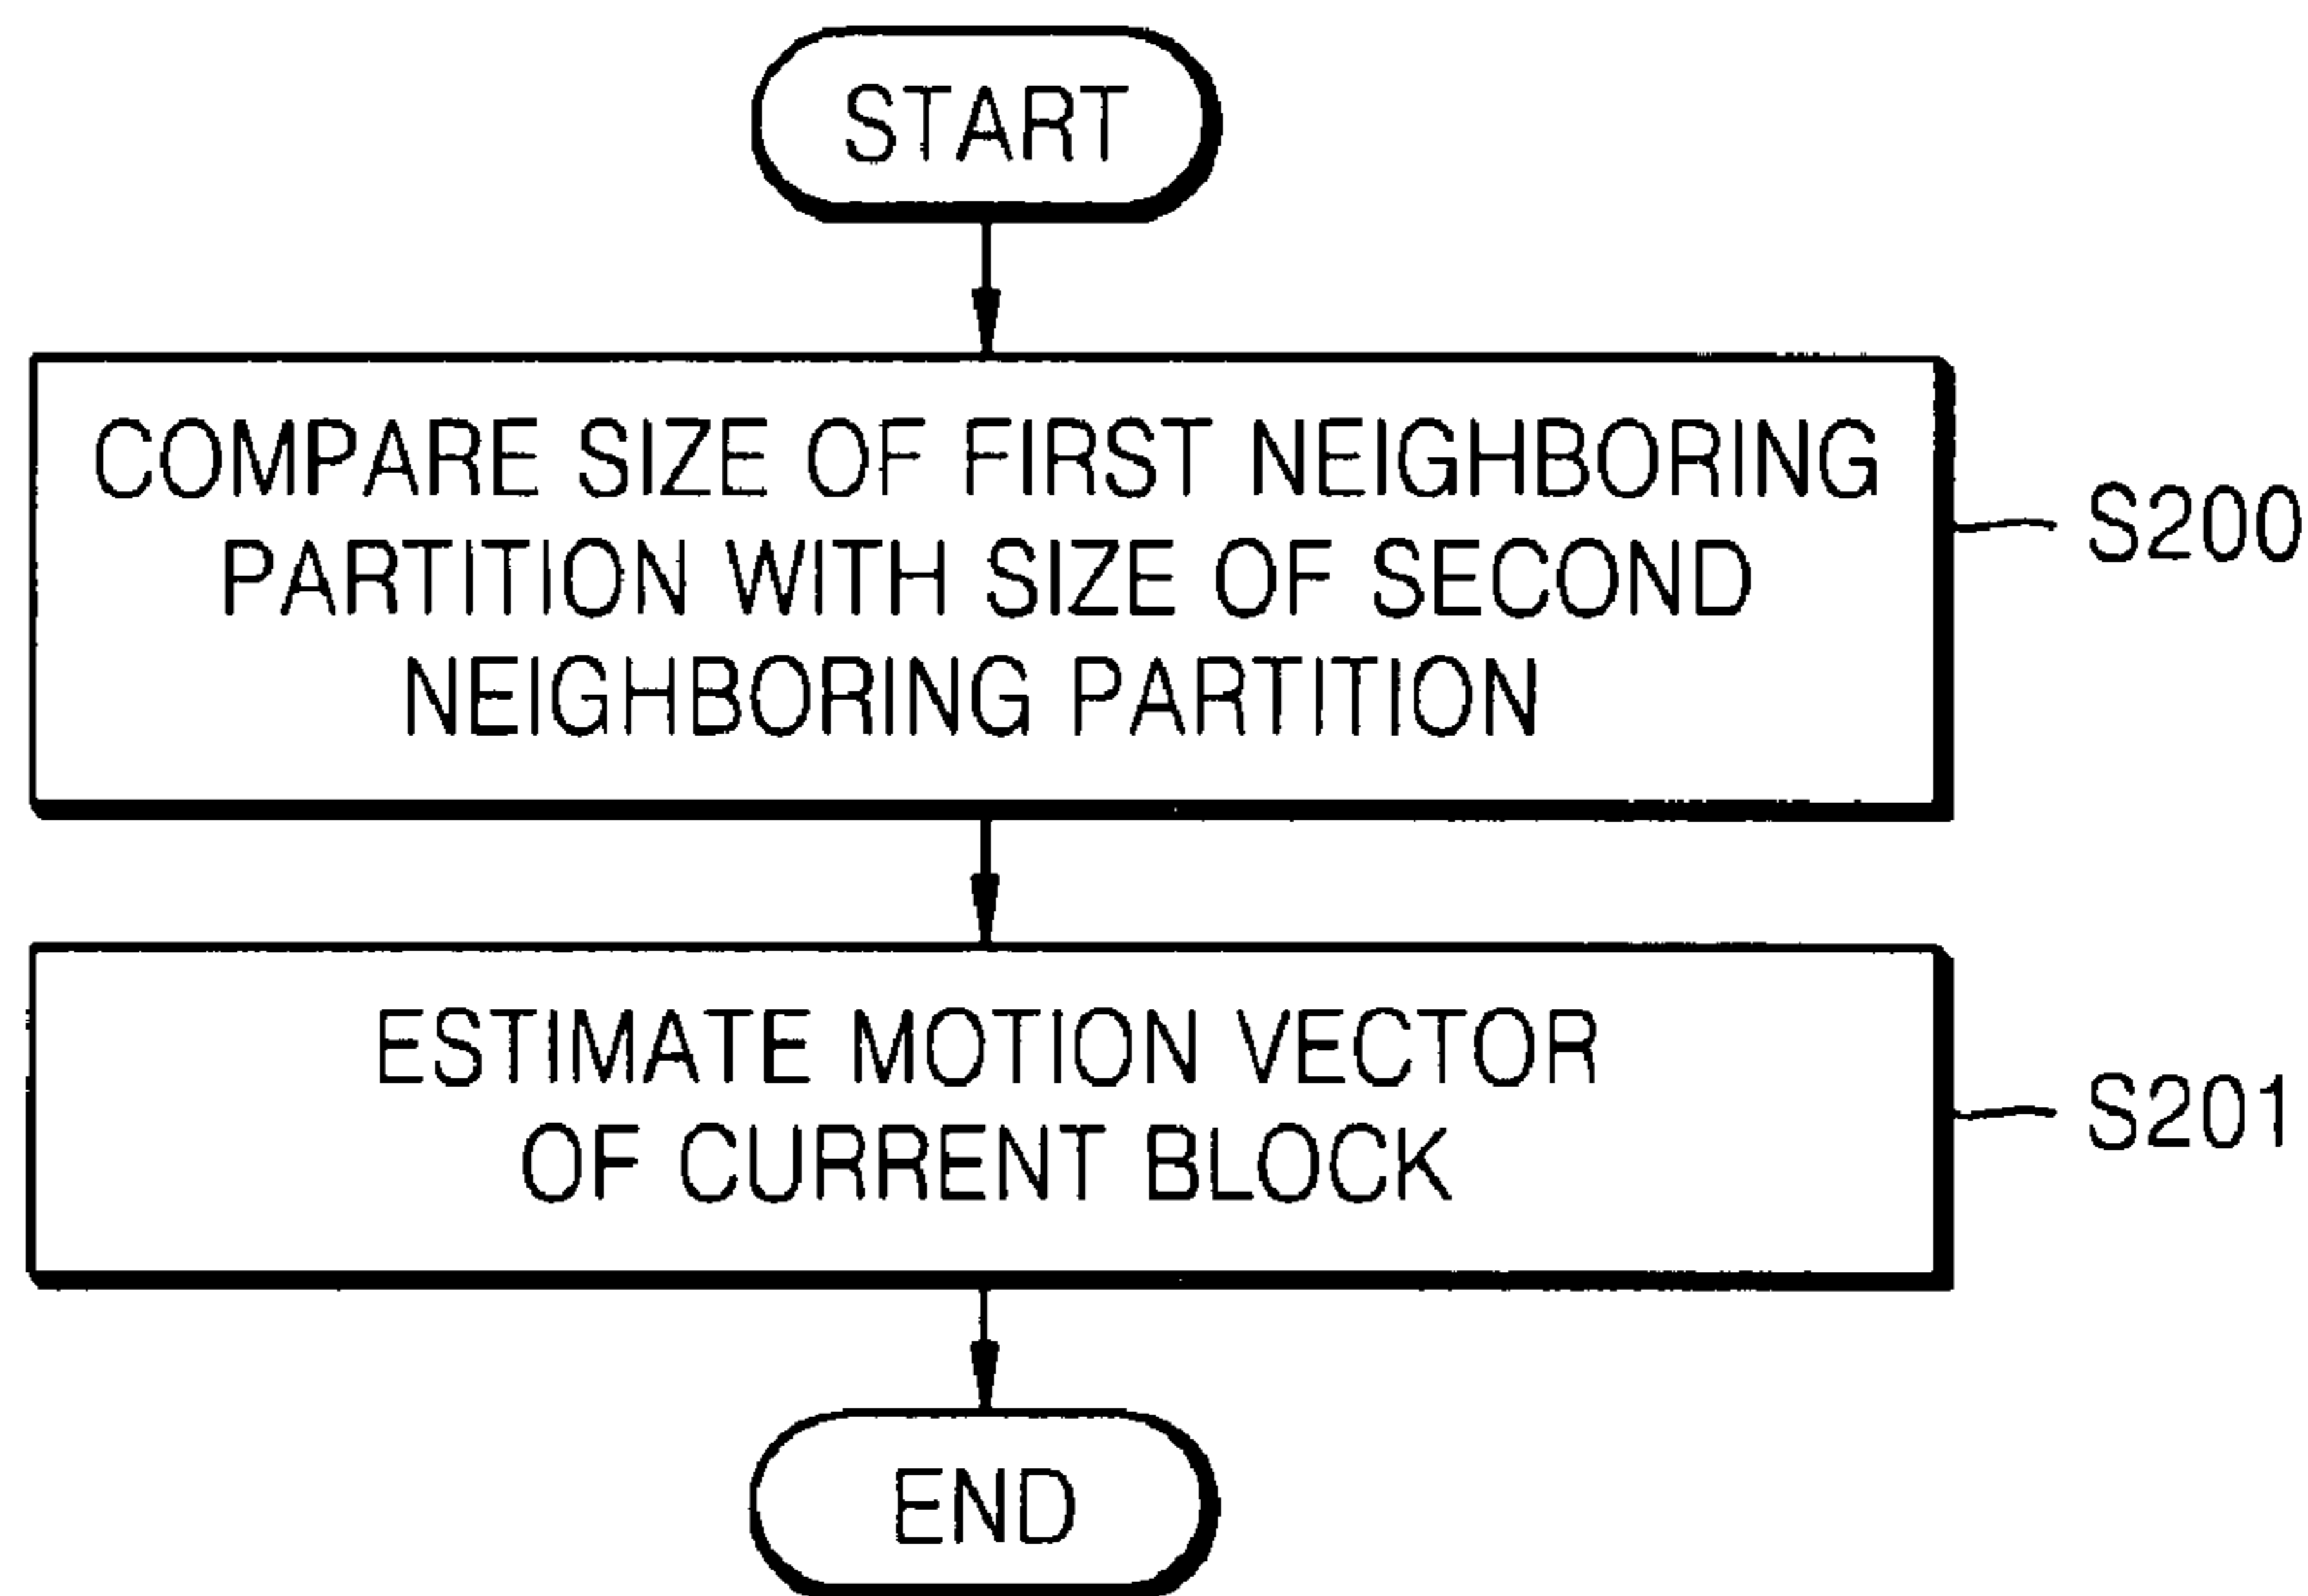 START
COMPARE SIZE OF FIRST NEIGHBORING
PARTITION WITH SIZE OF SECOND
NEIGHBORING PARTITION
S200
ESTIMATE MOTION VECTOR
OF CURRENT BLOCK
S201
END